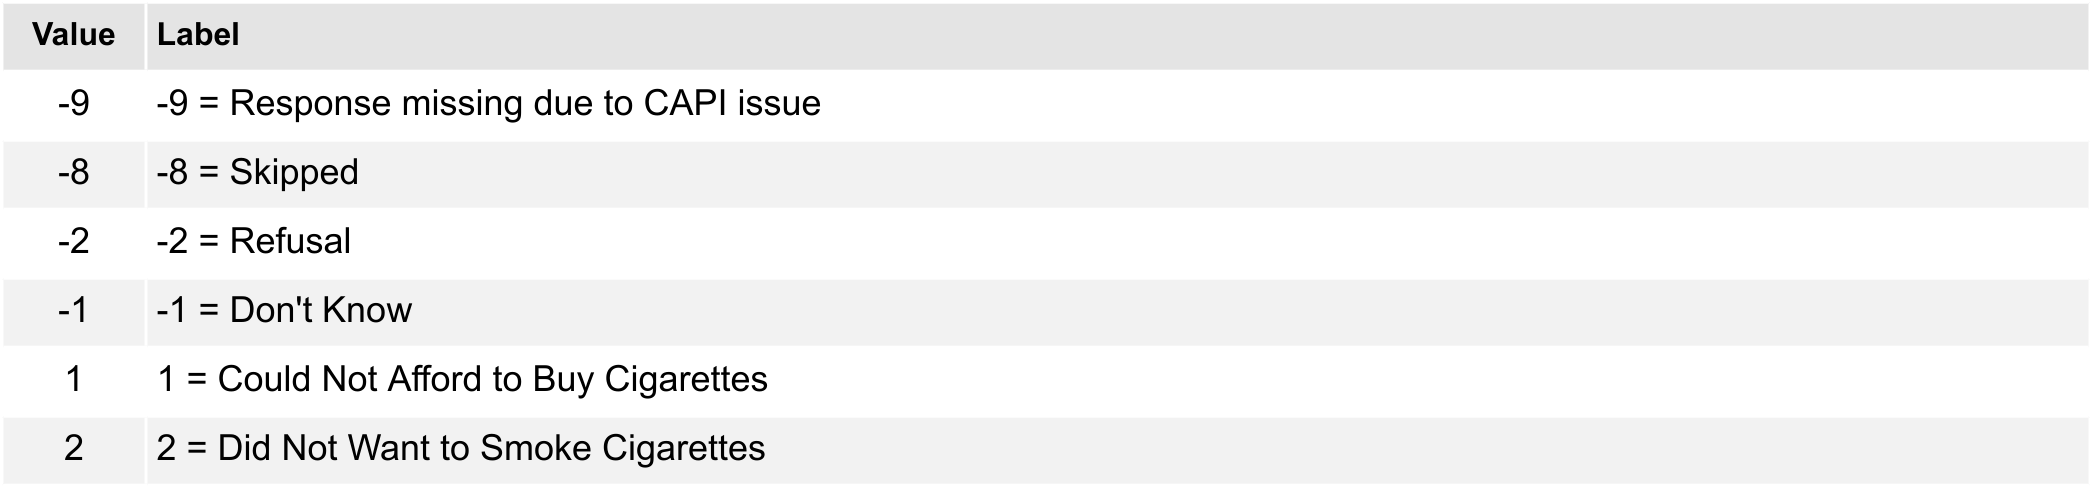 Value Label
-9 -9 = Response missing due to CAPI issue
-8 -8 = Skipped
-2 -2 = Refusal
-1 -1 = Don't Know
1 1 = Could Not Afford to Buy Cigarettes
2 2 = Did Not Want to Smoke Cigarettes